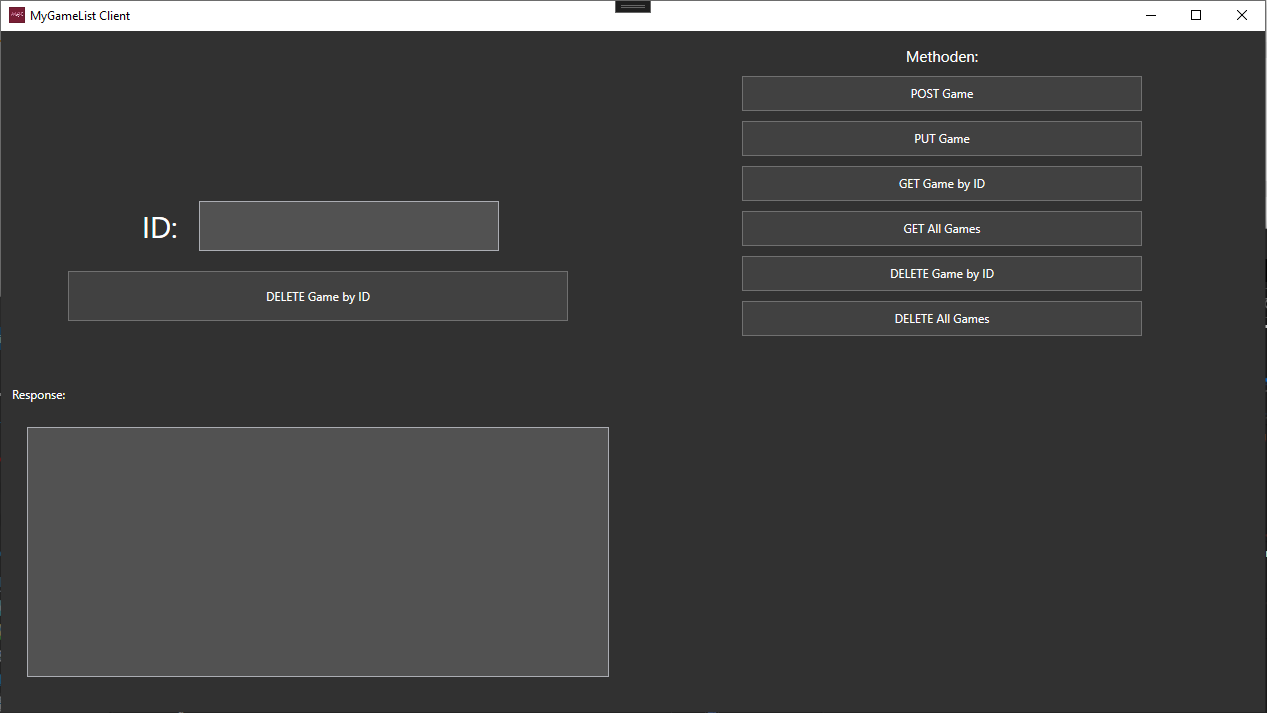 MyGameList Client
Methoden:
POST Game
PUT Game
GET Game by ID
GET All Games
DELETE Game by ID
DELETE All Games
ID:
DELETE Game by ID
Response: